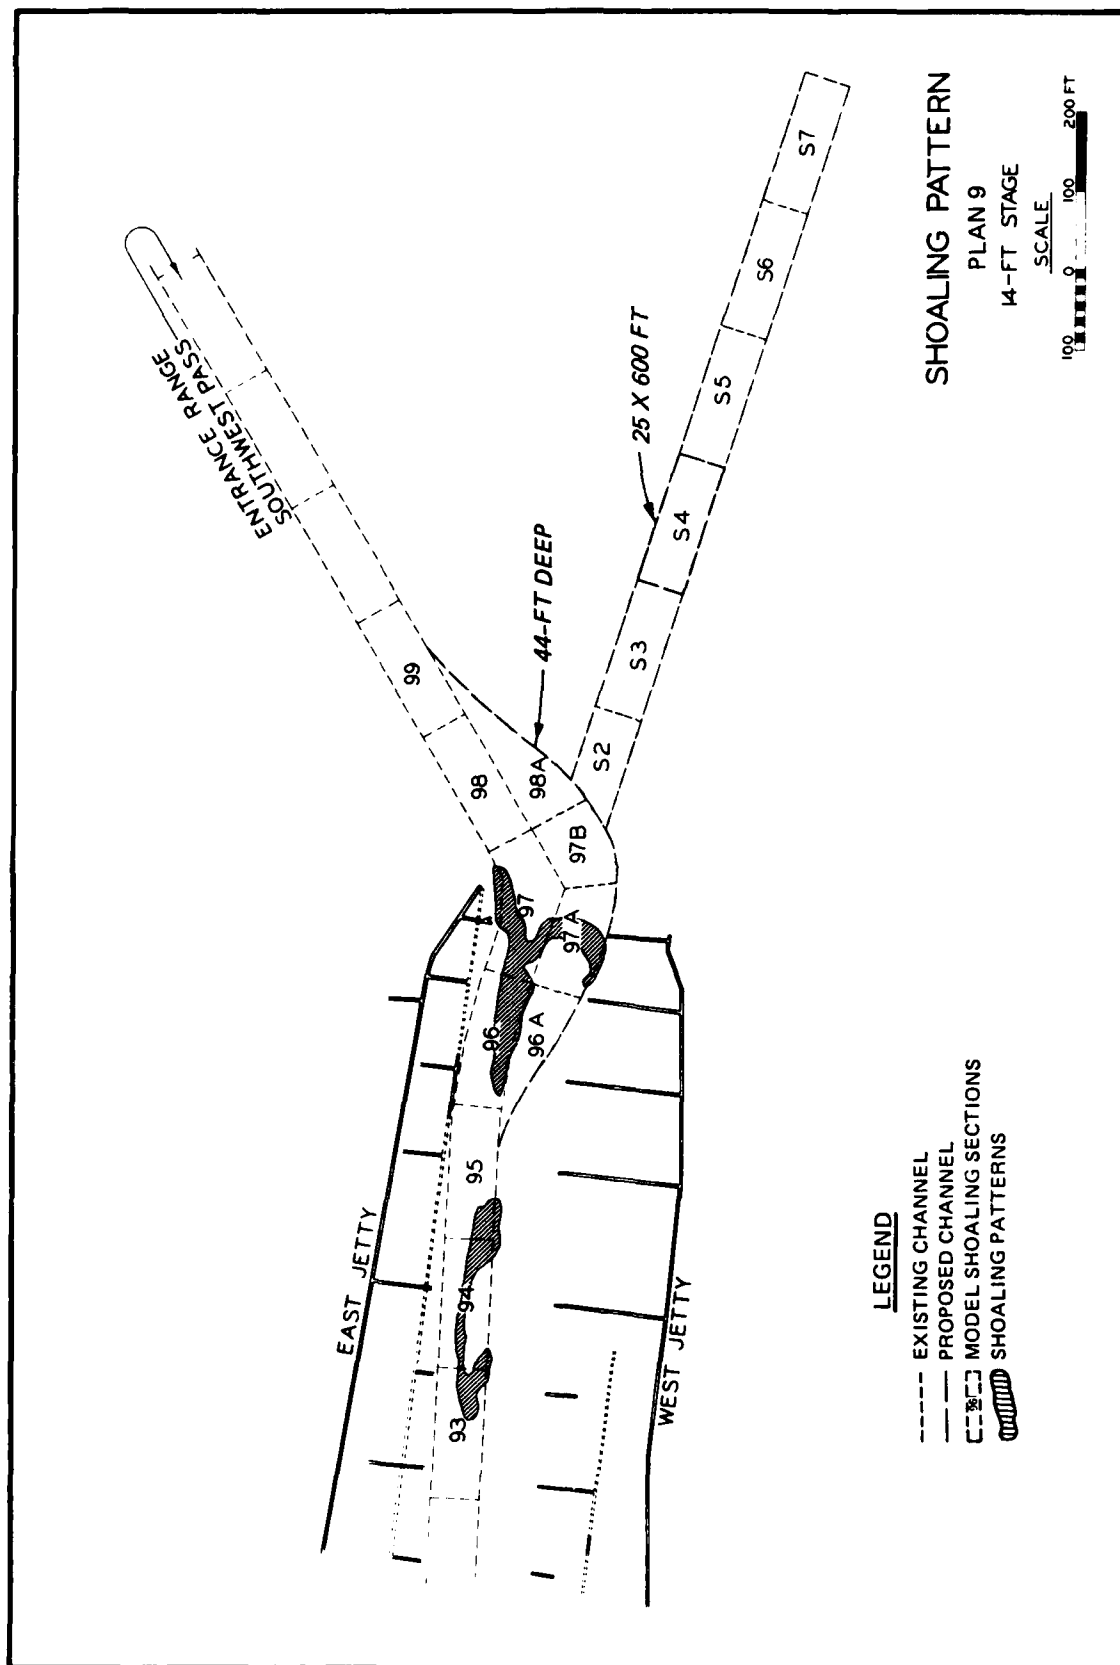 ENTRANCE RANGE
SOUTHWEST PASS
99
98
98A
44-FT DEEP
97
97B
97A
96
96A
95
94
93
EAST JETTY
WEST JETTY
25 X 600 FT
S2
S3
S4
S5
S6
S7
LEGEND
EXISTING CHANNEL
PROPOSED CHANNEL
96 MODEL SHOALING SECTIONS
SHOALING PATTERNS
SHOALING PATTERN
PLAN 9
14-FT STAGE
SCALE
100 0 100 200 FT